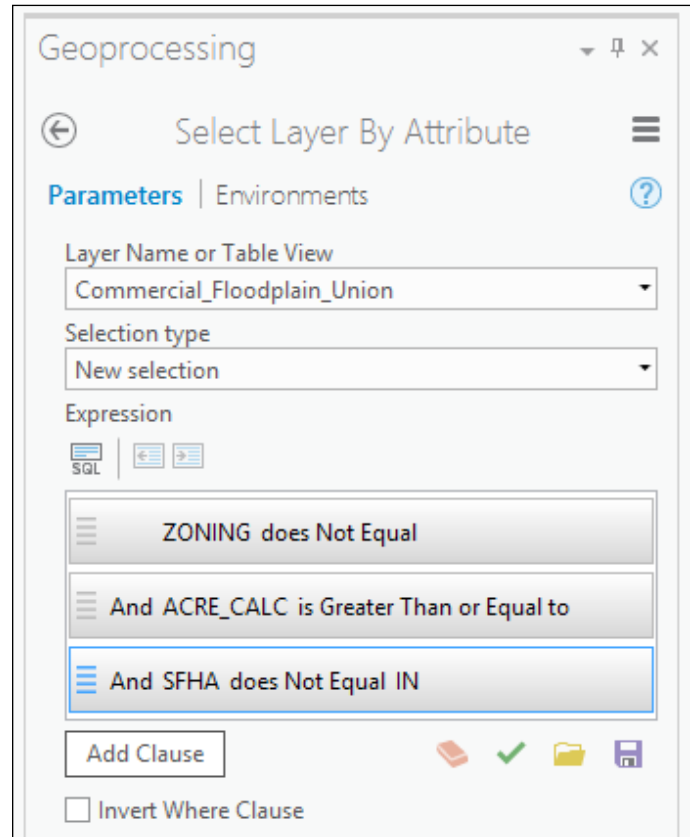 Geoprocessing
Select Layer By Attribute
Parameters | Environments
?
Layer Name or Table View
Commercial_Floodplain_Union
Selection type
New selection
Expression
SQL
ZONING does Not Equal
And ACRE_CALC is Greater Than or Equal to
And SFHA does Not Equal IN
Add Clause
Invert Where Clause